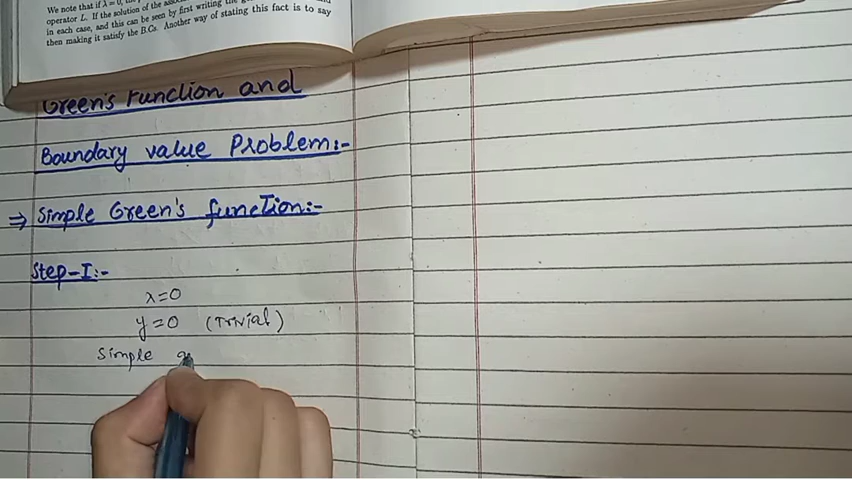 We note that if λ = 0, the
operator L. If the solution of the
in each case, and this can be seen by first writing the
then making it satisfy the B.Cs. Another way of stating this fact is to say
Green's Function and
Boundary value Problem:-
⇒ Simple Green's function:-
Step-I:-
λ=0
y=0 (Trivial)
Simple